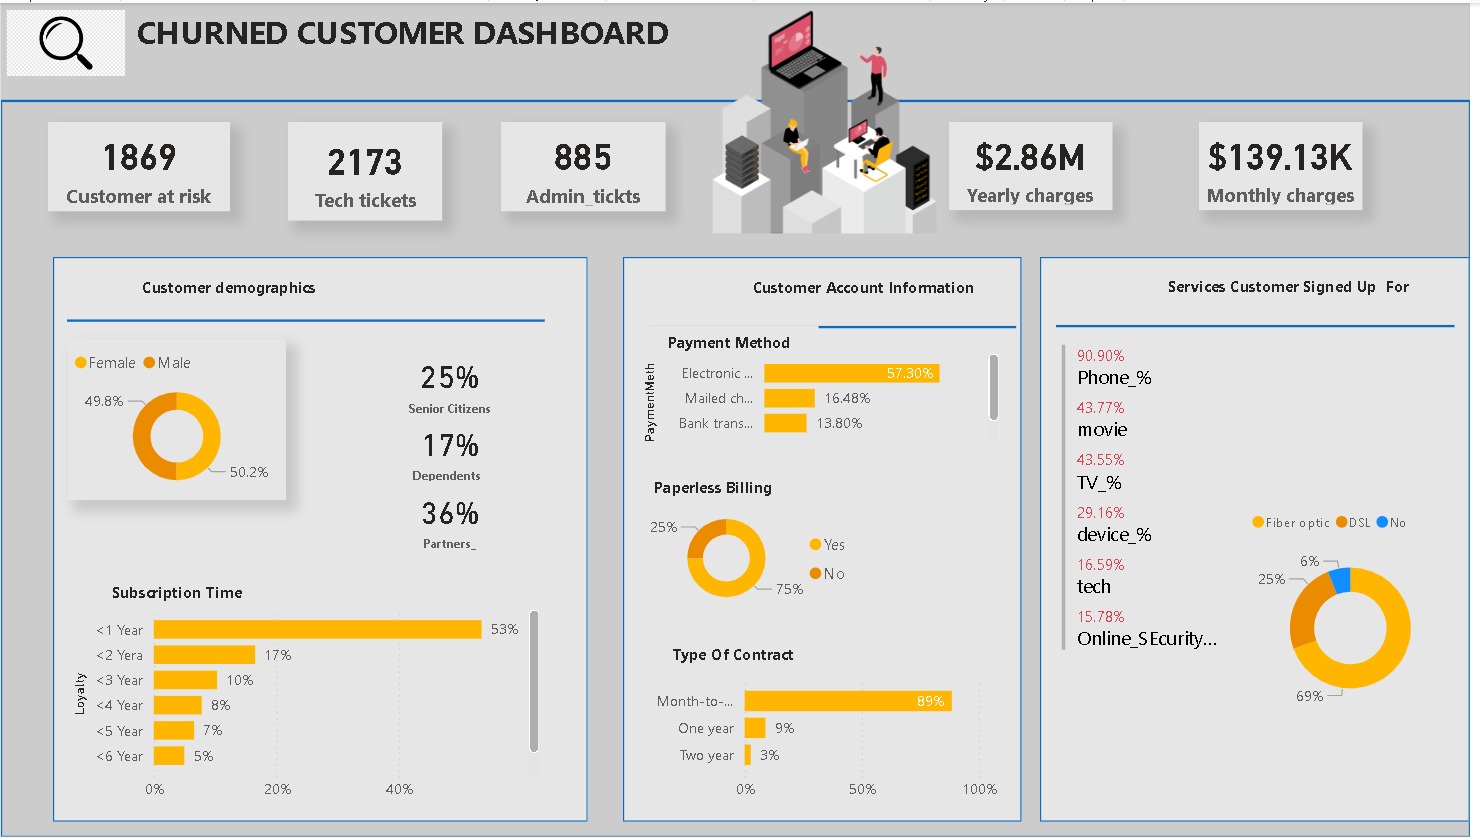 CHURNED CUSTOMER DASHBOARD
1869
Customer at risk
2173
Tech tickets
885
Admin_tickts
$2.86M
Yearly charges
$139.13K
Monthly charges
Customer demographics
Female Male
49.8%
50.2%
25%
Senior Citizens
17%
Dependents
36%
Partners_
Subscription Time
Loyalty
<1 Year 53%
<2 Yera 17%
<3 Year 10%
<4 Year 8%
<5 Year 7%
<6 Year 5%
0% 20% 40%
Customer Account Information
Payment Method
PaymentMeth
Electronic ... 57.30%
Mailed ch... 16.48%
Bank trans... 13.80%
Paperless Billing
25%
75%
Yes
No
Type Of Contract
Month-to-... 89%
One year 9%
Two year 3%
0% 50% 100%
Services Customer Signed Up For
90.90%
Phone_%
43.77%
movie
43.55%
TV_%
29.16%
device_%
16.59%
tech
15.78%
Online_SEcurity...
Fiber optic DSL No
6%
25%
69%